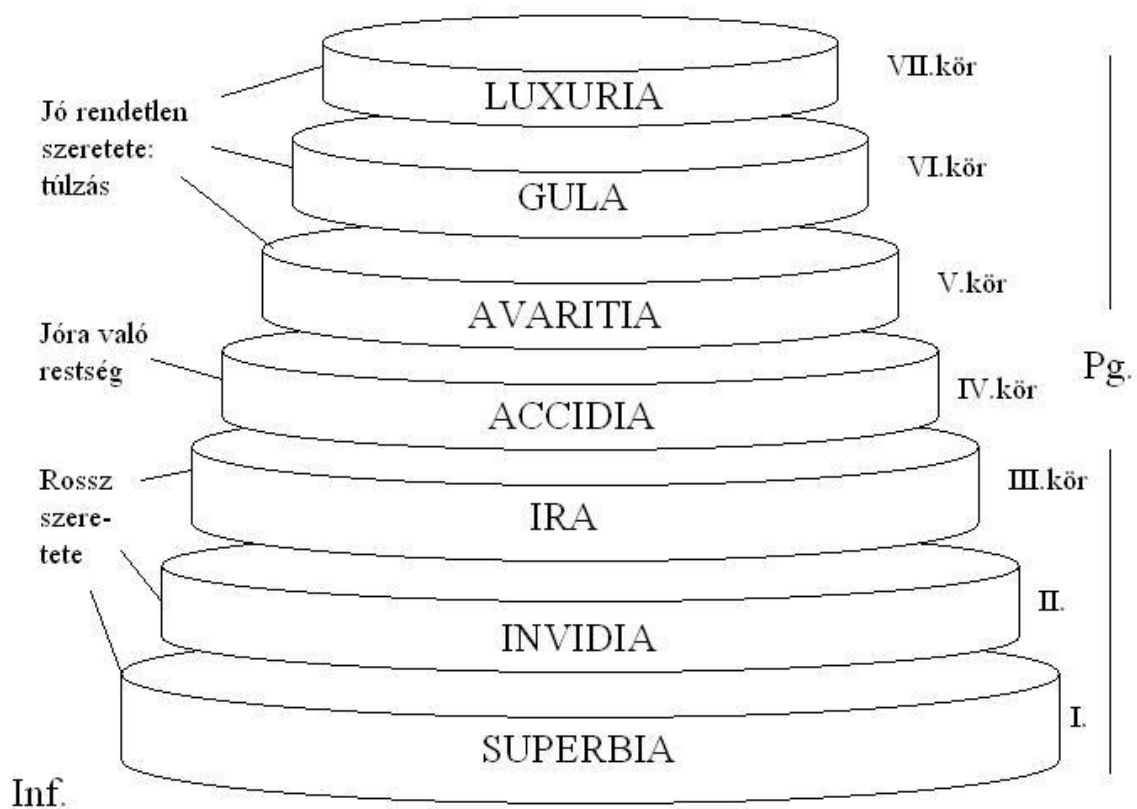 VII.kör
LUXURIA
Jó rendetlen
szeretete:
túlzás
VI.kör
GULA
V.kör
AVARITIA
Jóra való
restség
Pg.
IV.kör
ACCIDIA
Rossz
szere-
tete
III.kör
IRA
II.
INVIDIA
I.
SUPERBIA
Inf.